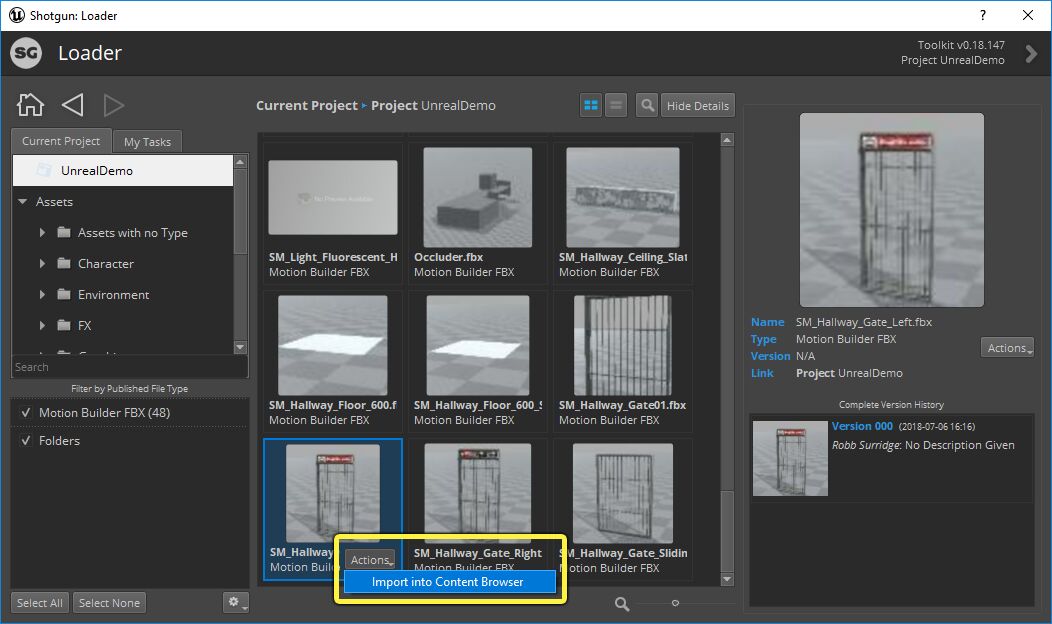 Shotgun: Loader
?
SG
Loader
Toolkit v0.18.147
Project UnrealDemo
Current Project
My Tasks
UnrealDemo
Assets
Assets with no Type
Character
Environment
FX
Search
Filter by Published File Type
Motion Builder FBX (48)
Folders
Select All
Select None
Current Project ▸ Project UnrealDemo
Hide Details
No Preview Available
SM_Light_Fluorescent_H
Motion Builder FBX
Occluder.fbx
Motion Builder FBX
SM_Hallway_Ceiling_Slat
Motion Builder FBX
SM_Hallway_Floor_600.f
Motion Builder FBX
SM_Hallway_Floor_600_S
Motion Builder FBX
SM_Hallway_Gate01.fbx
Motion Builder FBX
SM_Hallway
Motion Build
SM_Hallway_Gate_Right
Motion Builder FBX
SM_Hallway_Gate_Slidin
Motion Builder FBX
Actions
Import into Content Browser
Name SM_Hallway_Gate_Left.fbx
Type Motion Builder FBX
Version N/A
Link Project UnrealDemo
Actions
Complete Version History
Version 000 (2018-07-06 16:16)
Robb Surridge: No Description Given